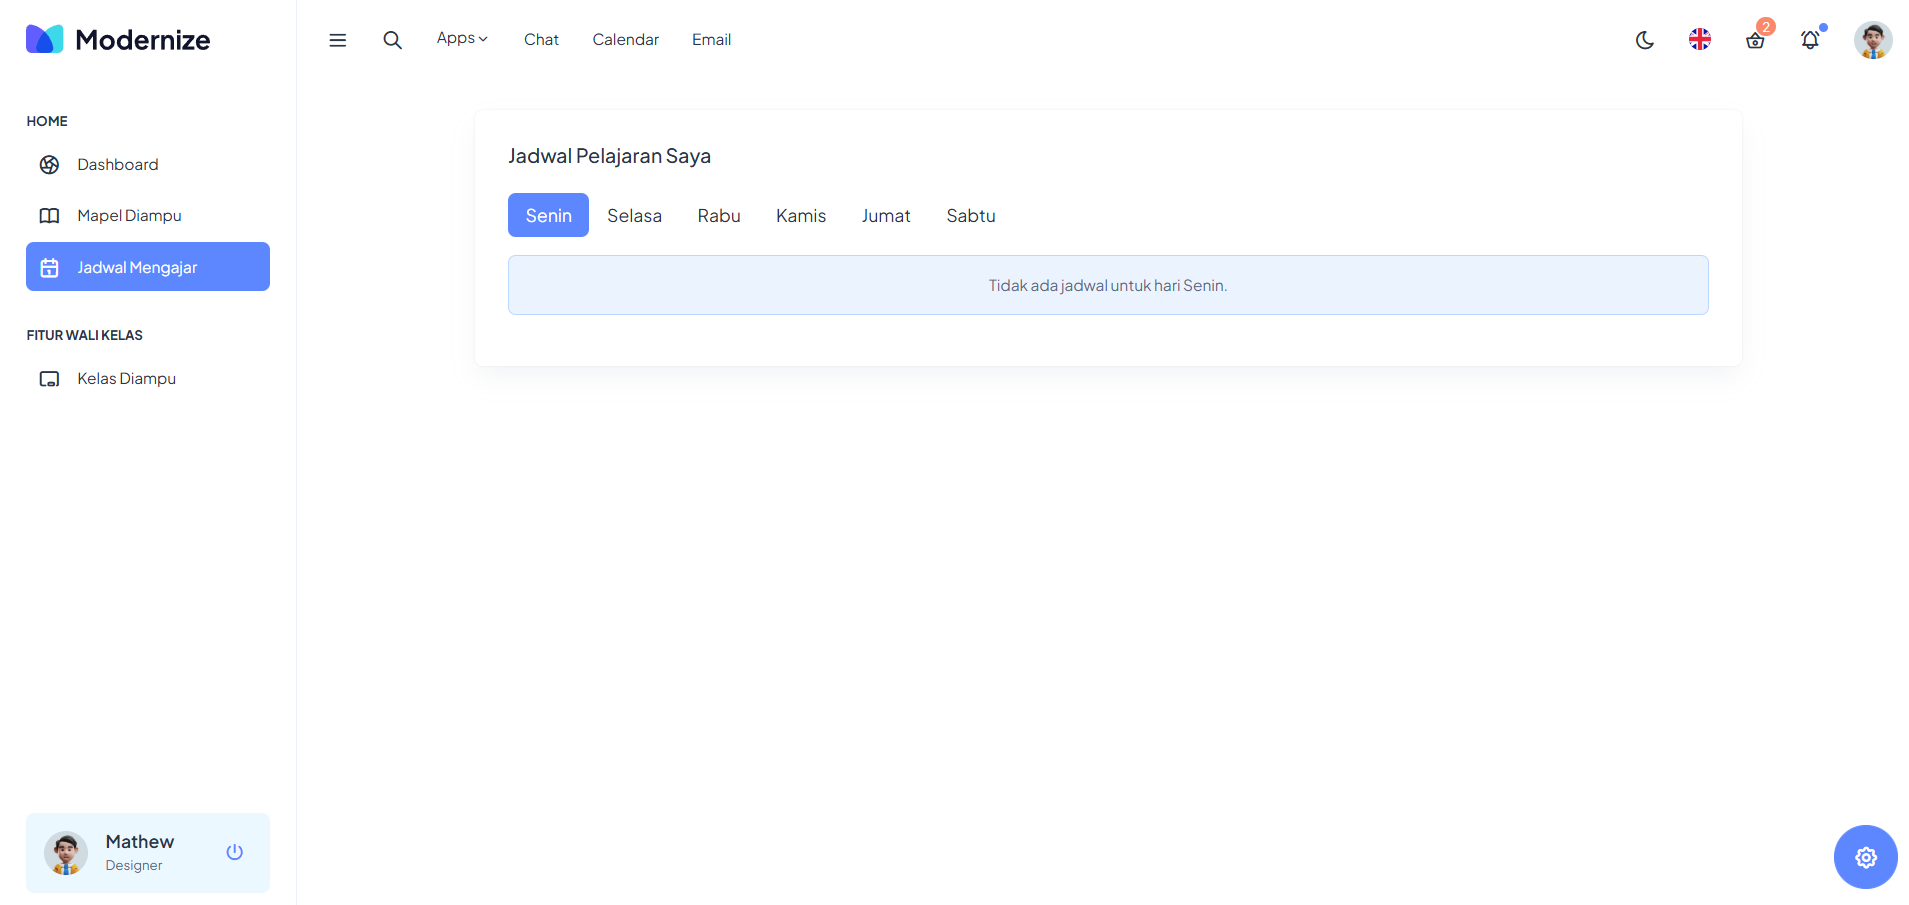 Modernize
Apps Chat Calendar Email
2
HOME
Dashboard
Mapel Diampu
Jadwal Mengajar
FITUR WALI KELAS
Kelas Diampu
Jadwal Pelajaran Saya
Senin Selasa Rabu Kamis Jumat Sabtu
Tidak ada jadwal untuk hari Senin.
Mathew
Designer